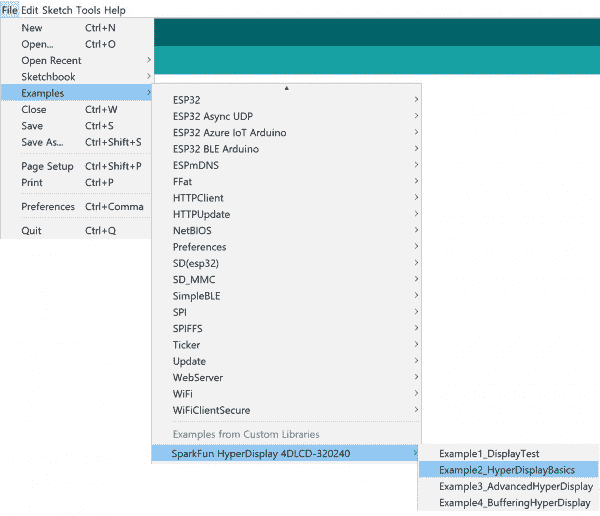 File Edit Sketch Tools Help
New Ctrl+N
Open... Ctrl+O
Open Recent
Sketchbook
Examples
Close Ctrl+W
Save Ctrl+S
Save As... Ctrl+Shift+S
Page Setup Ctrl+Shift+P
Print Ctrl+P
Preferences Ctrl+Comma
Quit Ctrl+Q
ESP32
ESP32 Async UDP
ESP32 Azure IoT Arduino
ESP32 BLE Arduino
ESPmDNS
FFat
HTTPClient
HTTPUpdate
NetBIOS
Preferences
SD(esp32)
SD_MMC
SimpleBLE
SPI
SPIFFS
Ticker
Update
WebServer
WiFi
WiFiClientSecure
Examples from Custom Libraries
SparkFun HyperDisplay 4DLCD-320240
Example1_DisplayTest
Example2_HyperDisplayBasics
Example3_AdvancedHyperDisplay
Example4_BufferingHyperDisplay